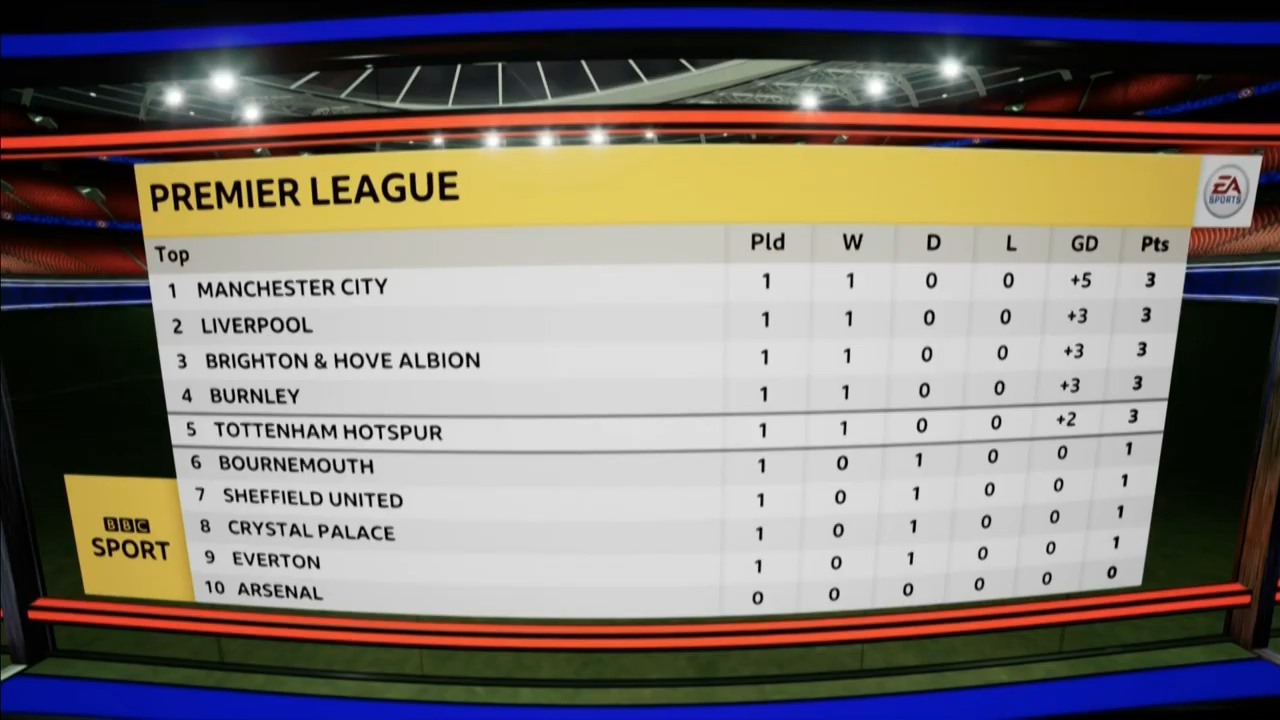 PREMIER LEAGUE
EA
SPORTS
Top Pld W D L GD Pts
1 MANCHESTER CITY 1 1 0 0 +5 3
2 LIVERPOOL 1 1 0 0 +3 3
3 BRIGHTON & HOVE ALBION 1 1 0 0 +3 3
4 BURNLEY 1 1 0 0 +3 3
5 TOTTENHAM HOTSPUR 1 1 0 0 +2 3
6 BOURNEMOUTH 1 0 1 0 0 1
7 SHEFFIELD UNITED 1 0 1 0 0 1
8 CRYSTAL PALACE 1 0 1 0 0 1
9 EVERTON 1 0 1 0 0 1
10 ARSENAL 0 0 0 0 0 0
BBC
SPORT